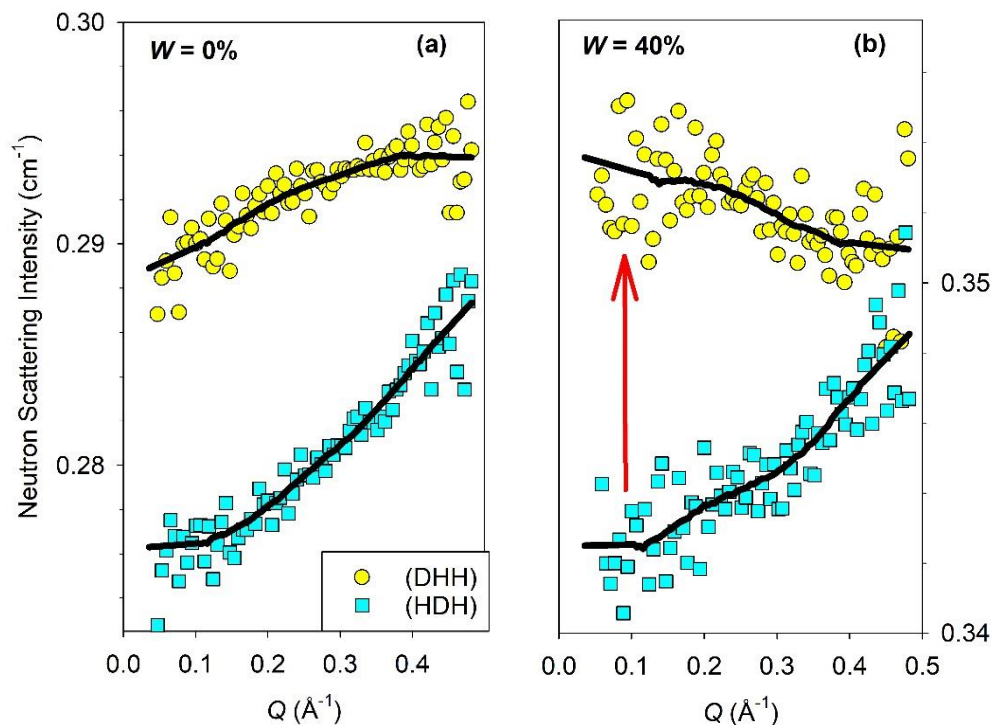 0.30
W = 0%
(a)
W = 40%
(b)
Neutron Scattering Intensity (cm⁻¹)
0.29
0.35
0.28
(DHH)
(HDH)
0.34
0.0 0.1 0.2 0.3 0.4
0.0 0.1 0.2 0.3 0.4 0.5
Q (Å⁻¹)
Q (Å⁻¹)